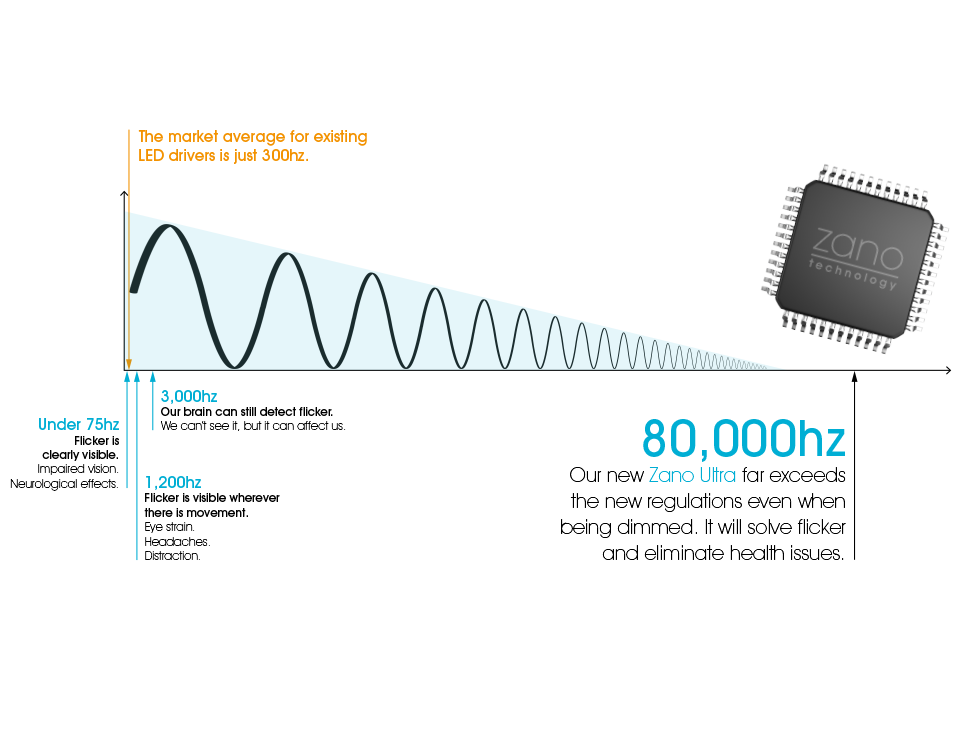 The market average for existing
LED drivers is just 300hz.
zano
technology
3,000hz
Our brain can still detect flicker.
We can't see it, but it can affect us.
Under 75hz
Flicker is
clearly visible.
Impaired vision.
Neurological effects.
1,200hz
Flicker is visible wherever
there is movement.
Eye strain.
Headaches.
Distraction.
80,000hz
Our new Zano Ultra far exceeds
the new regulations even when
being dimmed. It will solve flicker
and eliminate health issues.